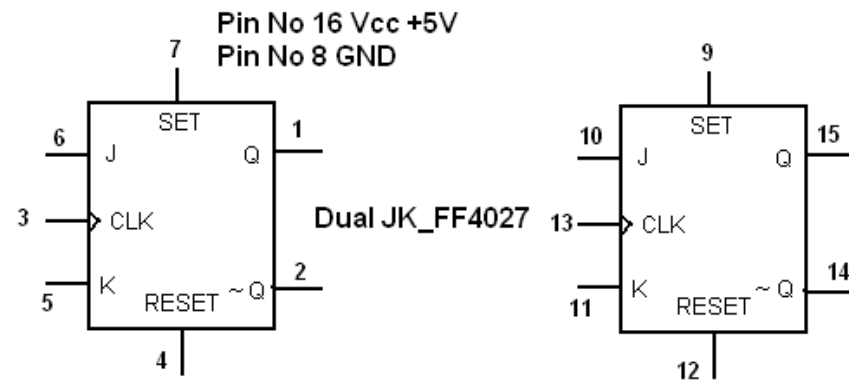 Pin No 16 Vcc +5V
Pin No 8 GND
7
9
SET
SET
6
J
Q
1
10
J
Q
15
3
CLK
Dual JK_FF4027
13
CLK
5
K
RESET
~Q
2
11
K
RESET
~Q
14
4
12